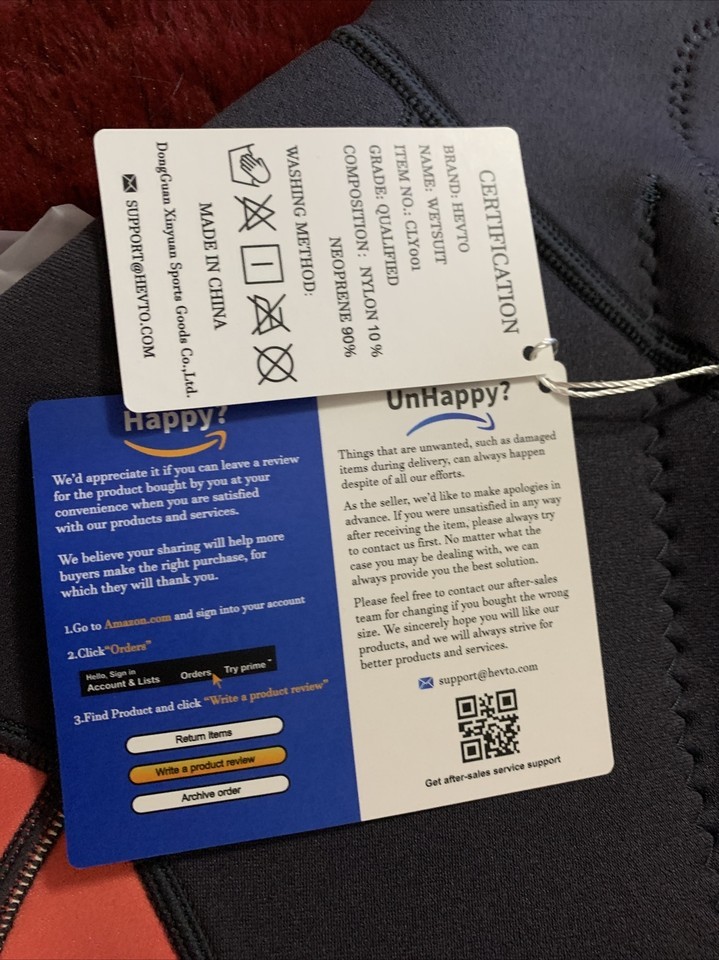 CERTIFICATION
BRAND: HEVTO
NAME: WETSUIT
ITEM NO.: CLY001
GRADE: QUALIFIED
COMPOSITION: NYLON 10 %
NEOPRENE 90%
WASHING METHOD:
MADE IN CHINA
DongGuan Xinyuan Sports Goods Co.,Ltd.
SUPPORT@HEVTO.COM
Happy?
We'd appreciate it if you can leave a review
for the product bought by you at your
convenience when you are satisfied
with our products and services.
We believe your sharing will help more
buyers make the right purchase, for
which they will thank you.
1.Go to Amazon.com and sign into your account
2.Click“Orders”
Hello, Sign in
Account & Lists Orders Try prime
3.Find Product and click “Write a product review”
Return items
Write a product review
Archive order
UnHappy?
Things that are unwanted, such as damaged
items during delivery, can always happen
despite of all our efforts.
As the seller, we'd like to make apologies in
advance. If you were unsatisfied in any way
after receiving the item, please always try
to contact us first. No matter what the
case you may be dealing with, we can
always provide you the best solution.
Please feel free to contact our after-sales
team for changing if you bought the wrong
size. We sincerely hope you will like our
products, and we will always strive for
better products and services.
support@hevto.com
Get after-sales service support